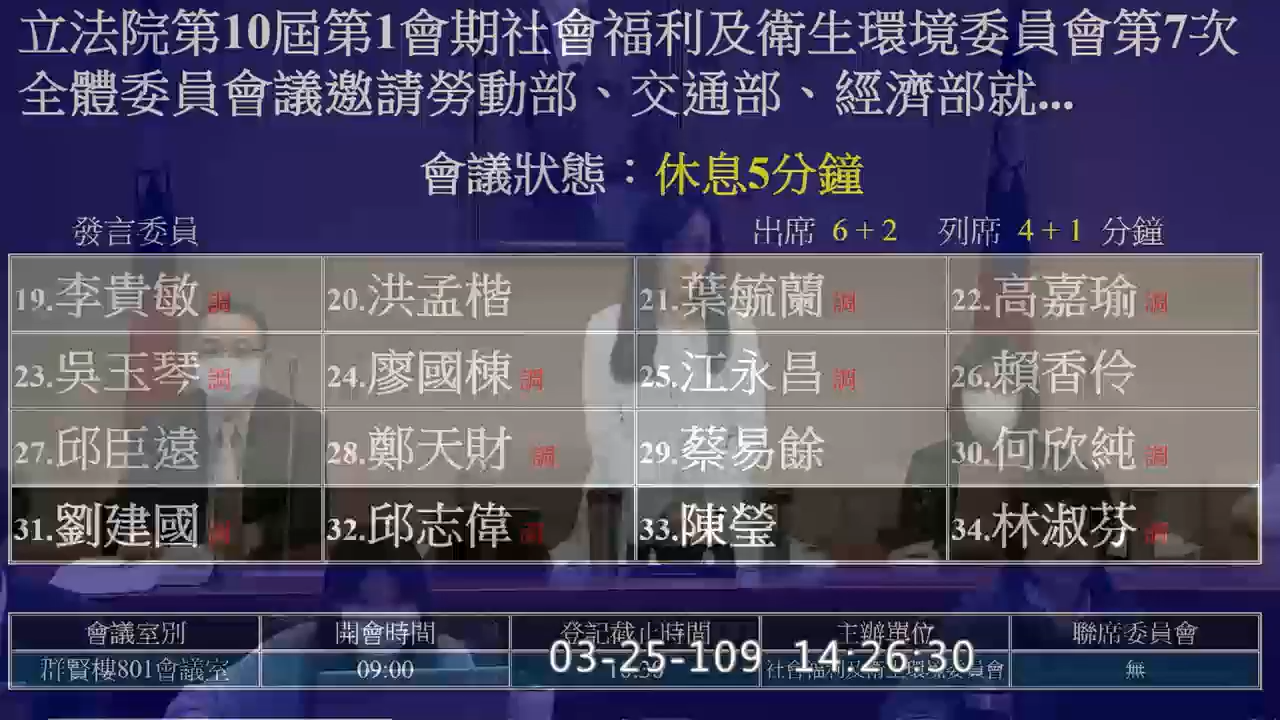 立法院第10屆第1會期社會福利及衛生環境委員會第7次
全體委員會議邀請勞動部、交通部、經濟部就...
會議狀態：休息5分鐘
發言委員 出席 6+2 列席 4+1 分鐘
19.李貴敏 調 20.洪孟楷 21.葉毓蘭 調 22.高嘉瑜 調
23.吳玉琴 調 24.廖國棟 調 25.江永昌 調 26.賴香伶
27.邱臣遠 28.鄭天財 調 29.蔡易餘 30.何欣純 調
31.劉建國 調 32.邱志偉 調 33.陳瑩 34.林淑芬 調
會議室別 開會時間 登記截止時間 主辦單位 聯席委員會
群賢樓801會議室 09:00 10:30 社會福利及衛生環境委員會 無
03-25-109 14:26:30